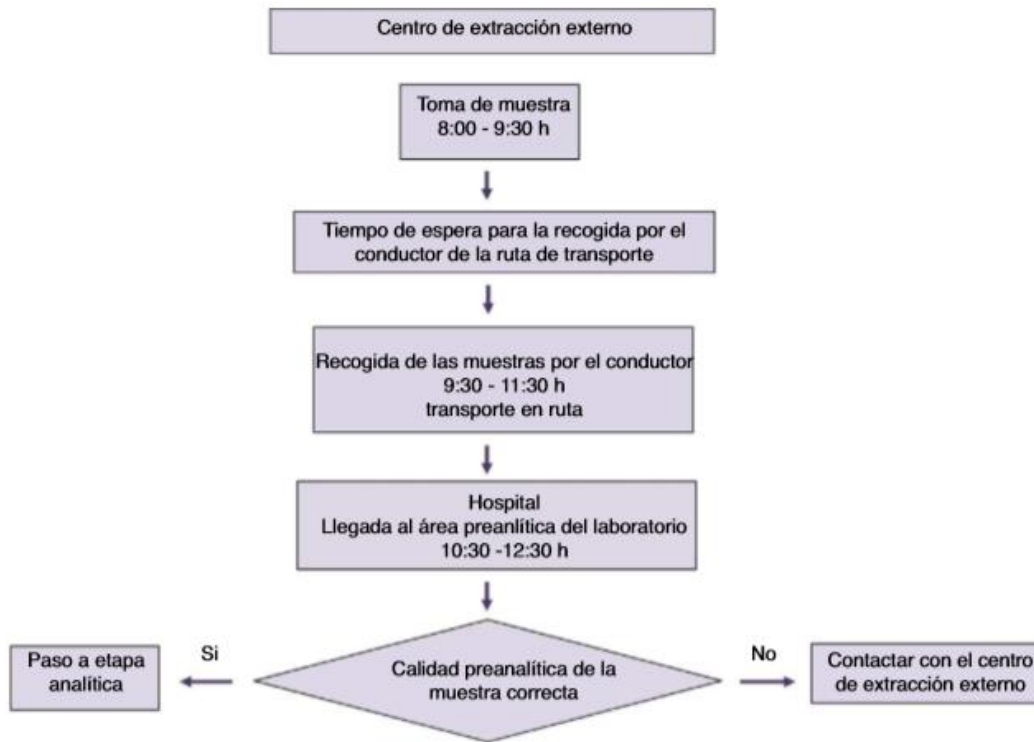 Centro de extracción externo
Toma de muestra
8:00 - 9:30 h
Tiempo de espera para la recogida por el
conductor de la ruta de transporte
Recogida de las muestras por el conductor
9:30 - 11:30 h
transporte en ruta
Hospital
Llegada al área preanlítica del laboratorio
10:30 -12:30 h
Paso a etapa
analítica
Si
Calidad preanalítica de la
muestra correcta
No
Contactar con el centro
de extracción externo